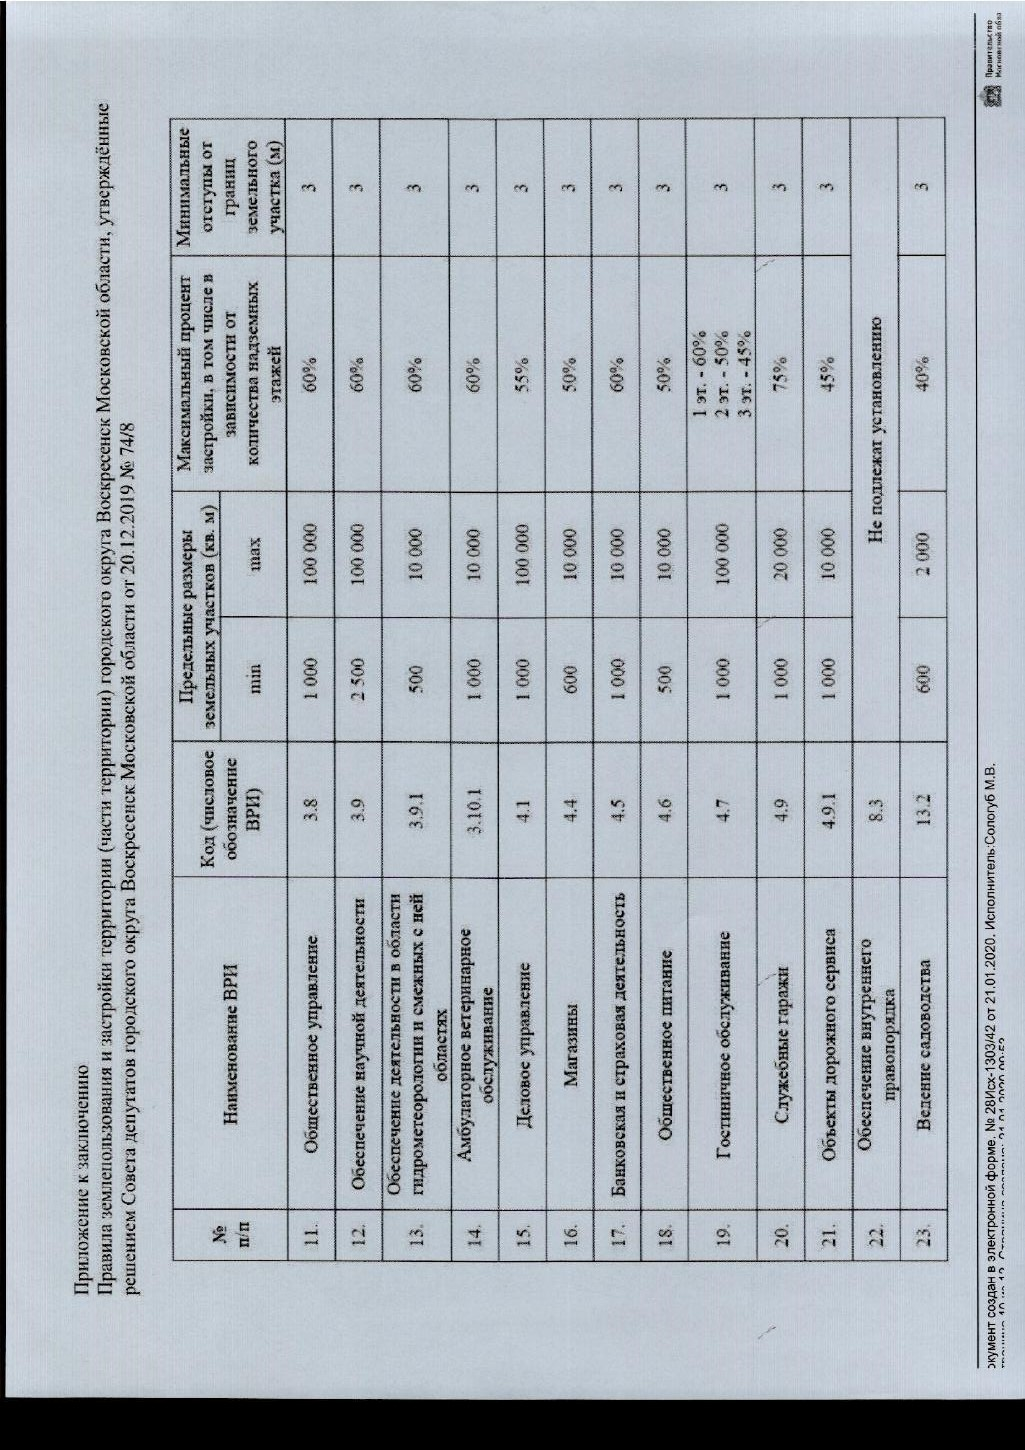 Приложение к заключению
Правила землепользования и застройки территории (части территории) городского округа Воскресенск Московской области, утверждённые
решением Совета депутатов городского округа Воскресенск Московской области от 20.12.2019 № 74/8
№ п/п | Наименование ВРИ | Код (числовое обозначение ВРИ) | Предельные размеры земельных участков (кв. м) | Максимальный процент застройки, в том числе в зависимости от количества надземных этажей | Минимальные отступы от границ земельного участка (м)
min | max
11. | Общественное управление | 3.8 | 1 000 | 100 000 | 60% | 3
12. | Обеспечение научной деятельности | 3.9 | 2 500 | 100 000 | 60% | 3
13. | Обеспечение деятельности в области гидрометеорологии и смежных с ней областях | 3.9.1 | 500 | 10 000 | 60% | 3
14. | Амбулаторное ветеринарное обслуживание | 3.10.1 | 1 000 | 10 000 | 60% | 3
15. | Деловое управление | 4.1 | 1 000 | 100 000 | 55% | 3
16. | Магазины | 4.4 | 600 | 10 000 | 50% | 3
17. | Банковская и страховая деятельность | 4.5 | 1 000 | 10 000 | 60% | 3
18. | Общественное питание | 4.6 | 500 | 10 000 | 50% | 3
19. | Гостиничное обслуживание | 4.7 | 1 000 | 100 000 | 1 эт. - 60% 2 эт. - 50% 3 эт. - 45% | 3
20. | Служебные гаражи | 4.9 | 1 000 | 20 000 | 75% | 3
21. | Объекты дорожного сервиса | 4.9.1 | 1 000 | 10 000 | 45% | 3
22. | Обеспечение внутреннего правопорядка | 8.3 | Не подлежат установлению
23. | Ведение садоводства | 13.2 | 600 | 2 000 | 40% | 3
окумент создан в электронной форме. № 28Исх-1303/42 от 21.01.2020. Исполнитель:Сологуб М.В.
Правительство
Московской обла